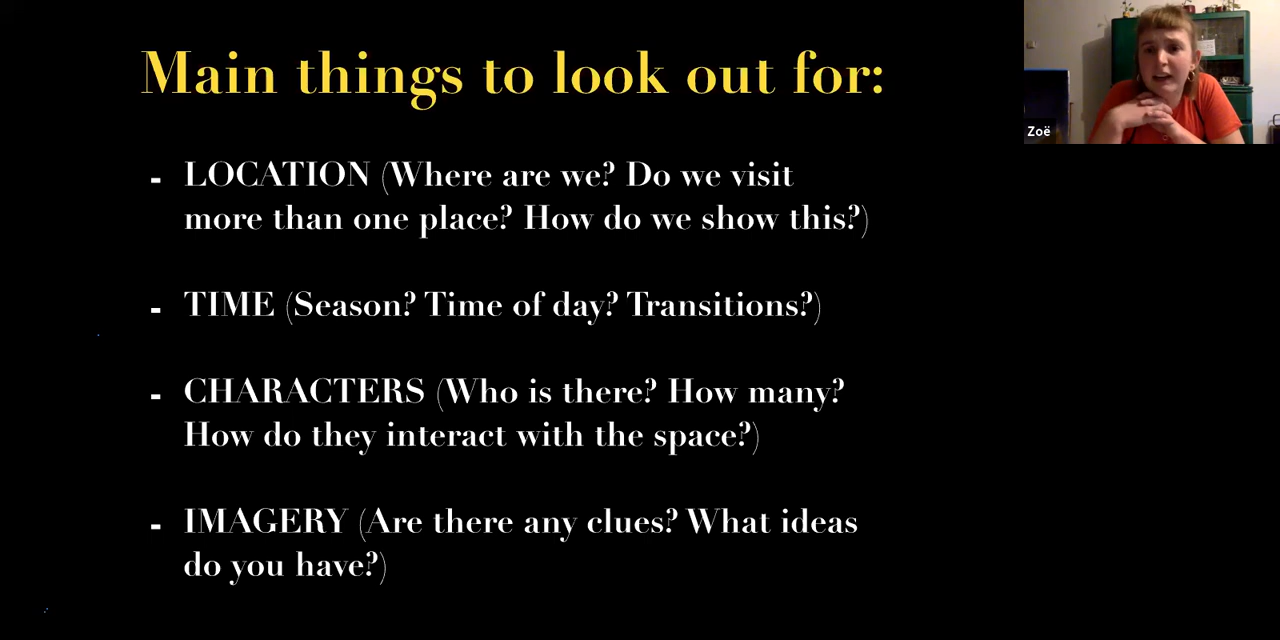 Main things to look out for:
Zoë
- LOCATION (Where are we? Do we visit
more than one place? How do we show this?)
- TIME (Season? Time of day? Transitions?)
- CHARACTERS (Who is there? How many?
How do they interact with the space?)
- IMAGERY (Are there any clues? What ideas
do you have?)